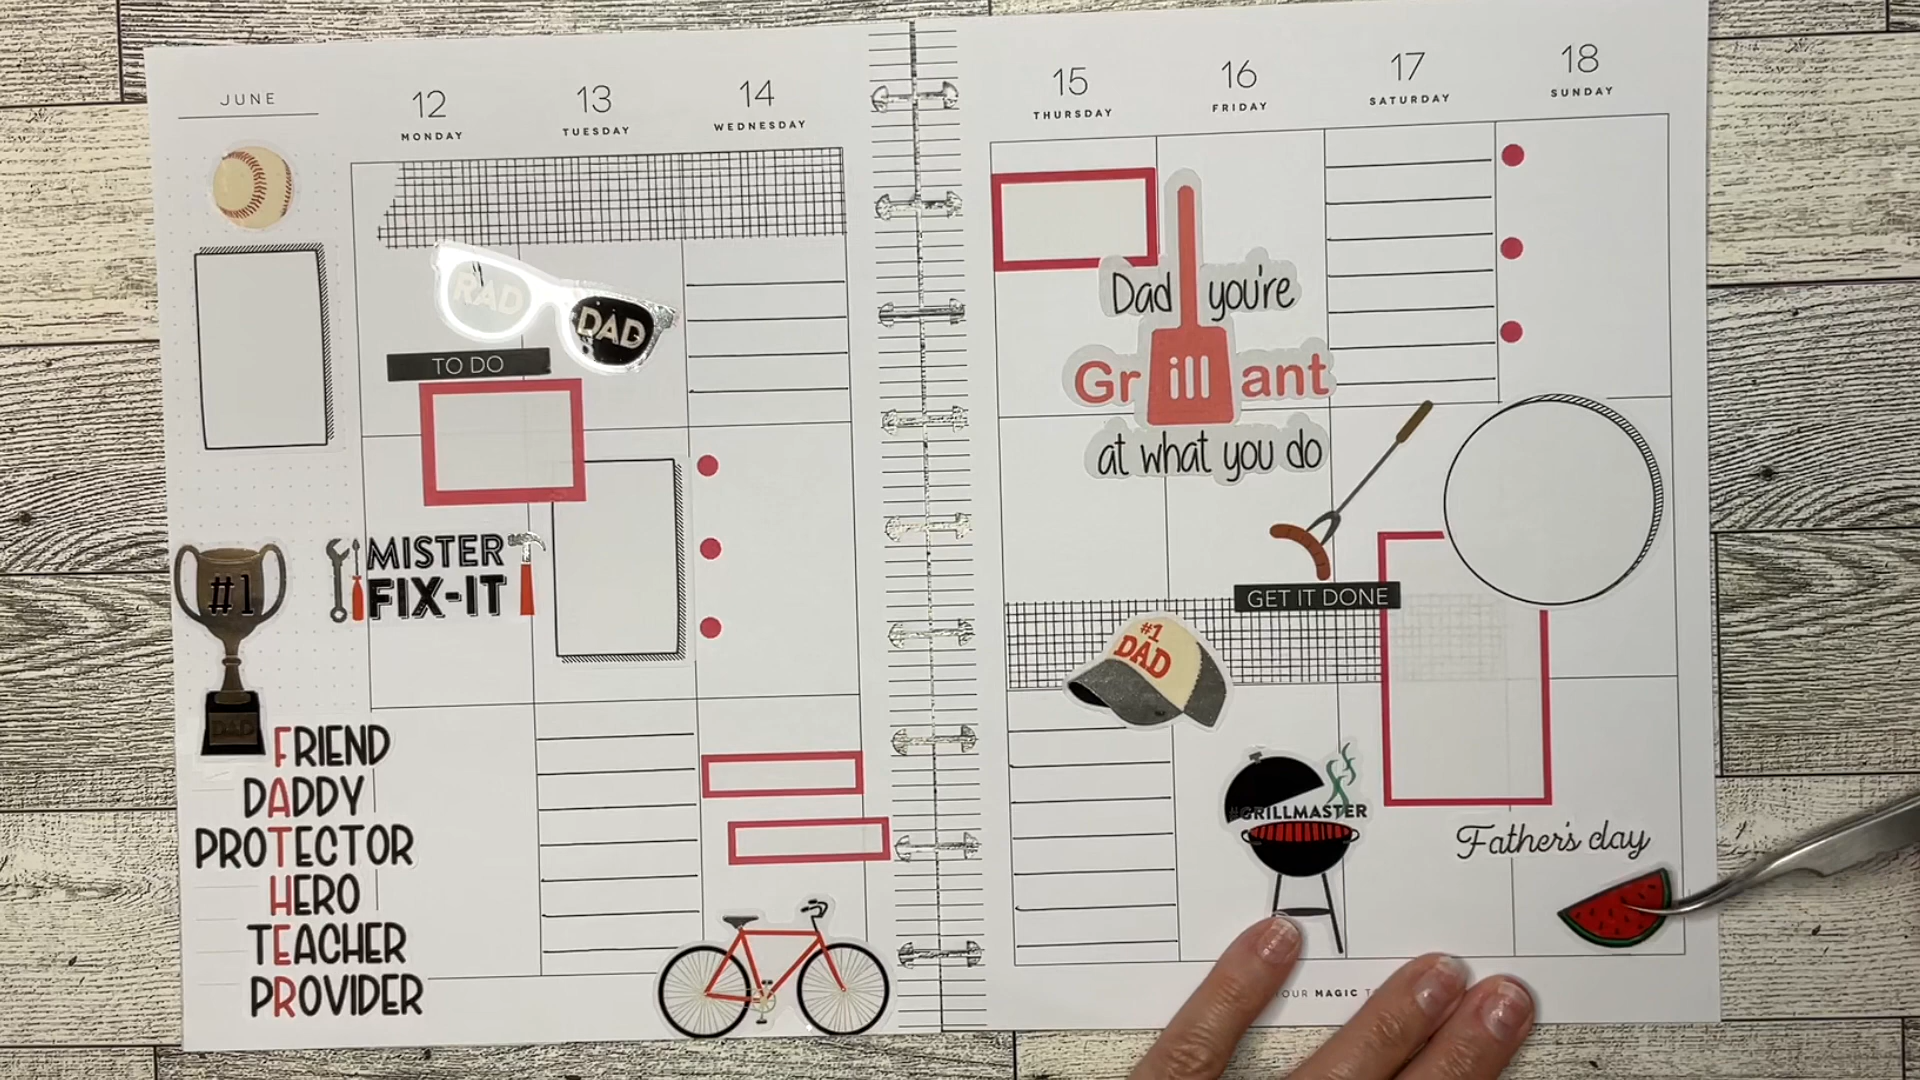 JUNE
12
MONDAY
13
TUESDAY
14
WEDNESDAY
15
THURSDAY
16
FRIDAY
17
SATURDAY
18
SUNDAY
RAD
DAD
TO DO
#1
DAD
MISTER
FIX-IT
FRIEND
DADDY
PROTECTOR
HERO
TEACHER
PROVIDER
Dad you're
Grillant
at what you do
GET IT DONE
#1
DAD
#GRILLMASTER
Father's day
MAGIC